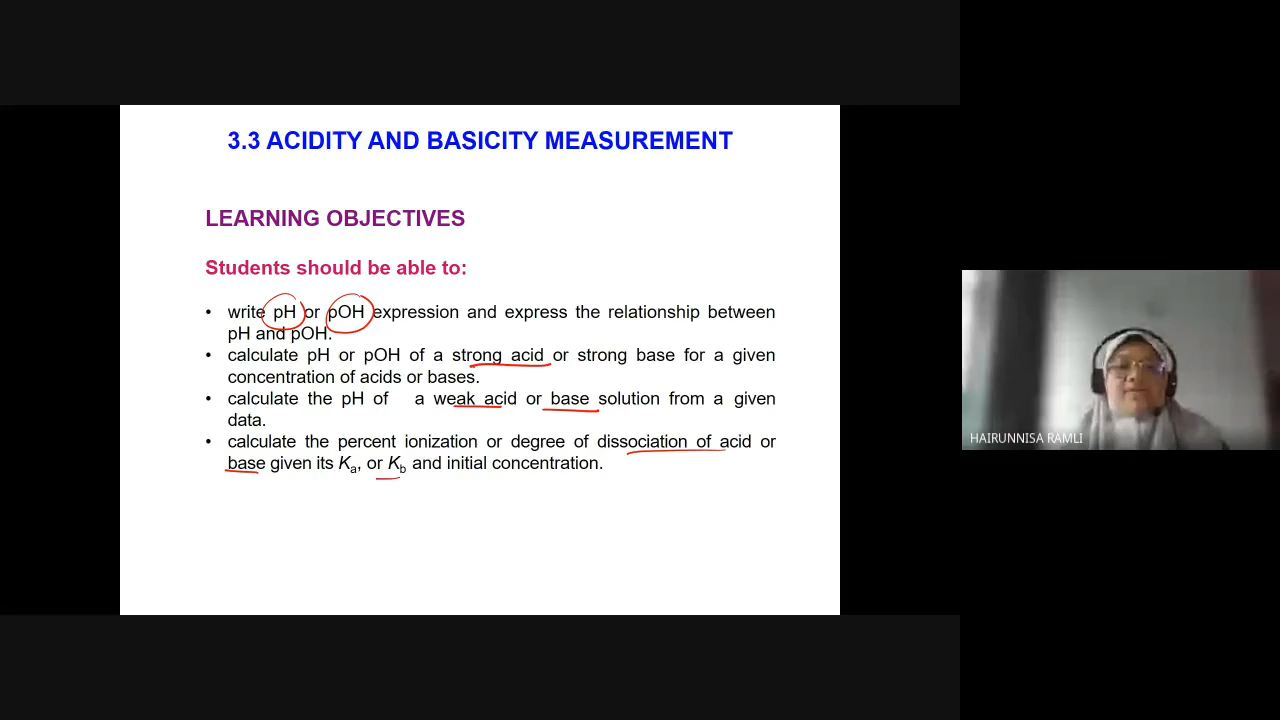 3.3 ACIDITY AND BASICITY MEASUREMENT
LEARNING OBJECTIVES
Students should be able to:
• write pH or pOH expression and express the relationship between
pH and pOH.
• calculate pH or pOH of a strong acid or strong base for a given
concentration of acids or bases.
• calculate the pH of a weak acid or base solution from a given
data.
• calculate the percent ionization or degree of dissociation of acid or
base given its Ka, or Kb and initial concentration.
HAIRUNNISA RAMLI